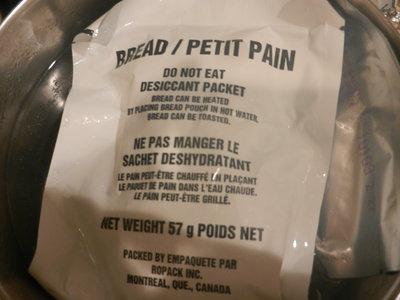 BREAD / PETIT PAIN
DO NOT EAT
DESICCANT PACKET
BREAD CAN BE HEATED
BY PLACING BREAD POUCH IN HOT WATER.
BREAD CAN BE TOASTED.
NE PAS MANGER LE
SACHET DESHYDRATANT
LE PAIN PEUT-ÊTRE CHAUFFÉ EN PLAÇANT
LE PAQUET DE PAIN DANS L'EAU CHAUDE.
LE PAIN PEUT-ÊTRE GRILLÉ.
NET WEIGHT 57 g POIDS NET
PACKED BY EMPAQUETE PAR
ROPACK INC.
MONTREAL, QUE., CANADA